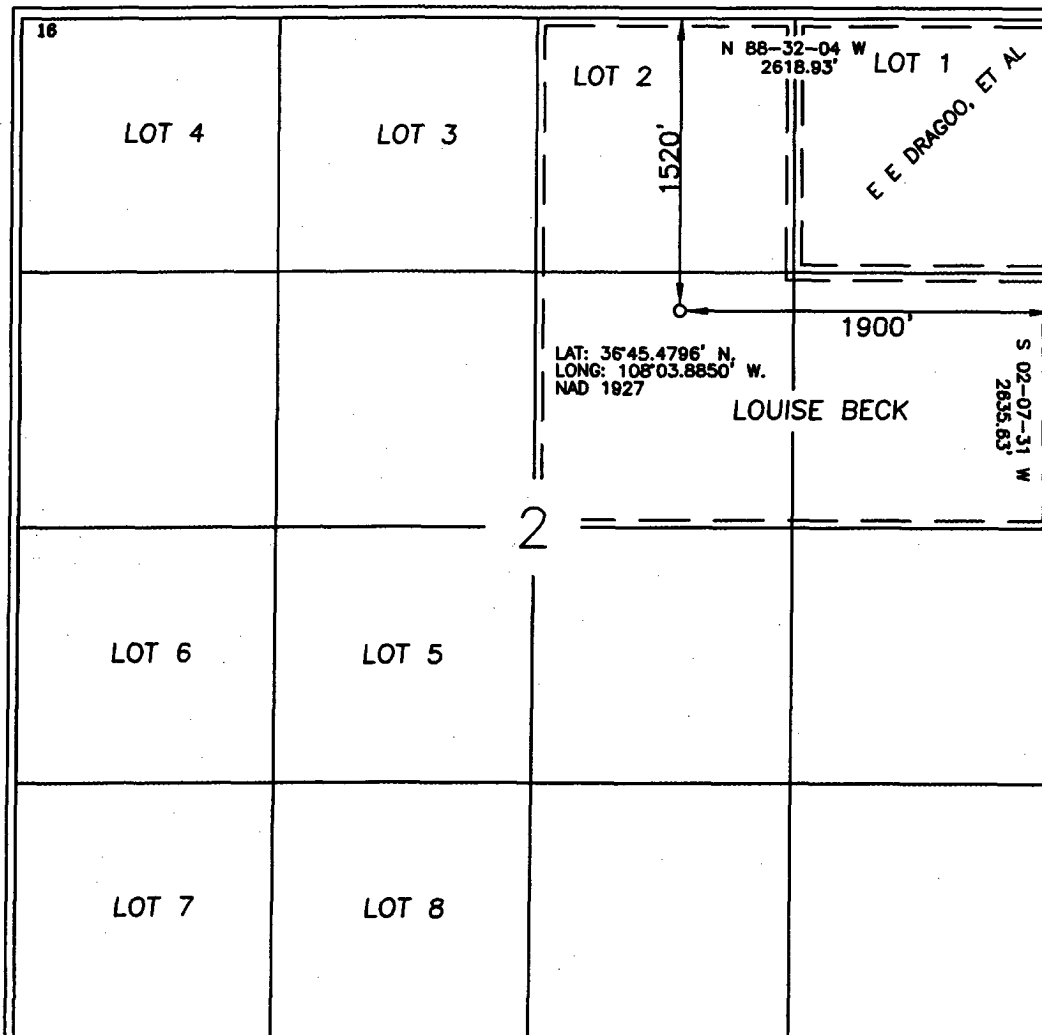 16
N 88-32-04 W
2618.93'
LOT 4
LOT 3
LOT 2
LOT 1
E E DRAGOO, ET AL
1520'
1900'
LAT: 36°45.4796' N.
LONG: 108°03.8850' W.
NAD 1927
LOUISE BECK
S 02-07-31 W
2635.63'
2
LOT 6
LOT 5
LOT 7
LOT 8